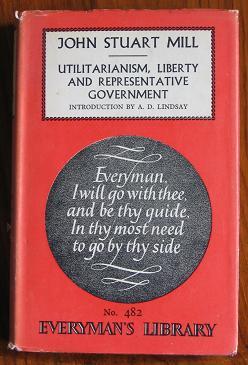 JOHN STUART MILL
UTILITARIANISM, LIBERTY
AND REPRESENTATIVE
GOVERNMENT
INTRODUCTION BY A. D. LINDSAY
Everyman,
I will go with thee,
and be thy guide,
In thy most need
to go by thy side
No. 482
EVERYMAN'S LIBRARY